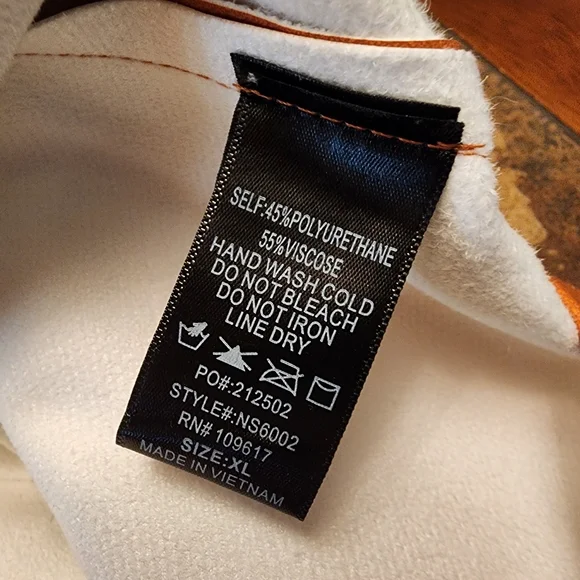 SELF:45%POLYURETHANE
55%VISCOSE
HAND WASH COLD
DO NOT BLEACH
DO NOT IRON
LINE DRY
PO#:212502
STYLE#:NS6002
RN# 109617
SIZE:XL
MADE IN VIETNAM